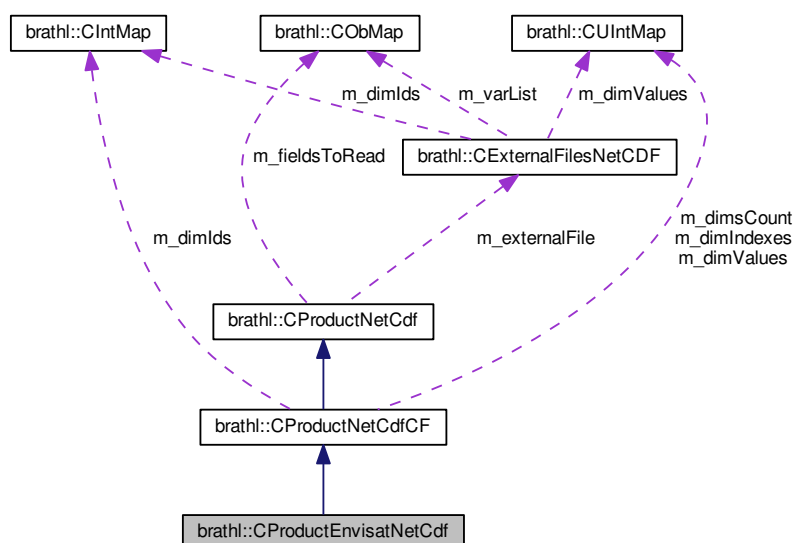 brathl::CIntMap
brathl::CObMap
brathl::CUIntMap
m_dimIds
m_varList
m_dimValues
m_fieldsToRead
brathl::CExternalFilesNetCDF
m_dimIds
m_externalFile
m_dimsCount
m_dimIndexes
m_dimValues
brathl::CProductNetCdf
brathl::CProductNetCdfCF
brathl::CProductEnvisatNetCdf